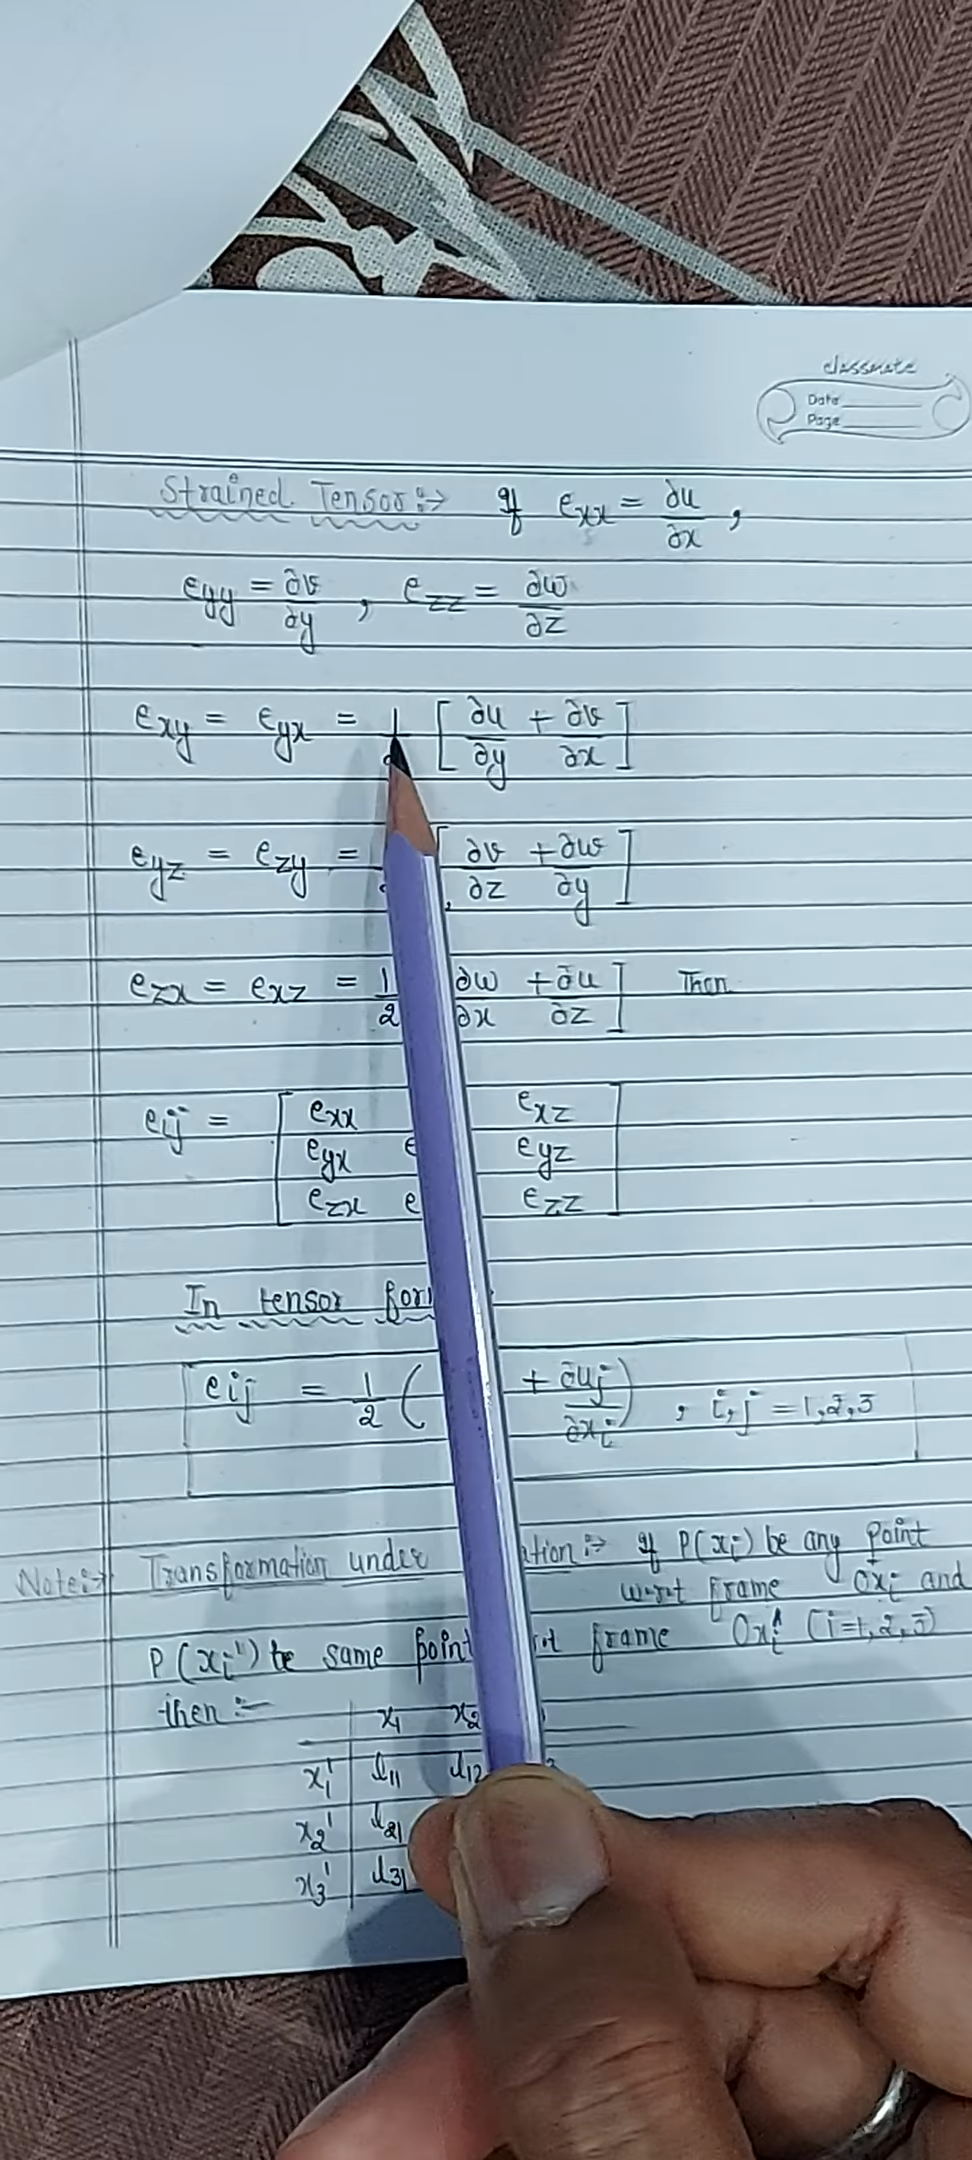 classmate
Date
Page
Strained Tensor :→ If exx = ∂u/∂x ,
eyy = ∂v/∂y , ezz = ∂w/∂z
exy = eyx = 1/ [ ∂u/∂y + ∂v/∂x ]
eyz = ezy = [ ∂v/∂z + ∂w/∂y ]
ezx = exz = 1/2 ∂w/∂x + ∂u/∂z ] Then
eij = [ exx exz
eyx e eyz
ezx e ezz ]
In tensor for
eij = 1/2 ( + ∂uj/∂xi ) , i,j = 1,2,3
Note :→ Transformation under ation :→ If P(xi) be any point
w.r.t frame Oxi and
P(xi') be same point frame Oxi' (i=1,2,3)
then :-
x1 x2
x1' l11 l12
x2' l21
x3' l31